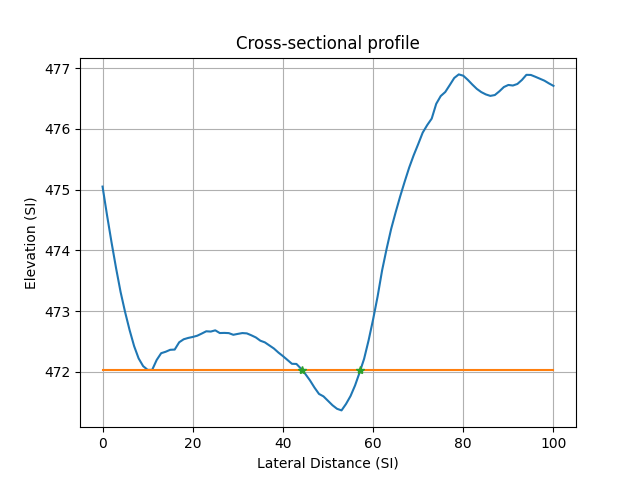 Cross-sectional profile
477
476
475
474
473
472
Elevation (SI)
0 20 40 60 80 100
Lateral Distance (SI)